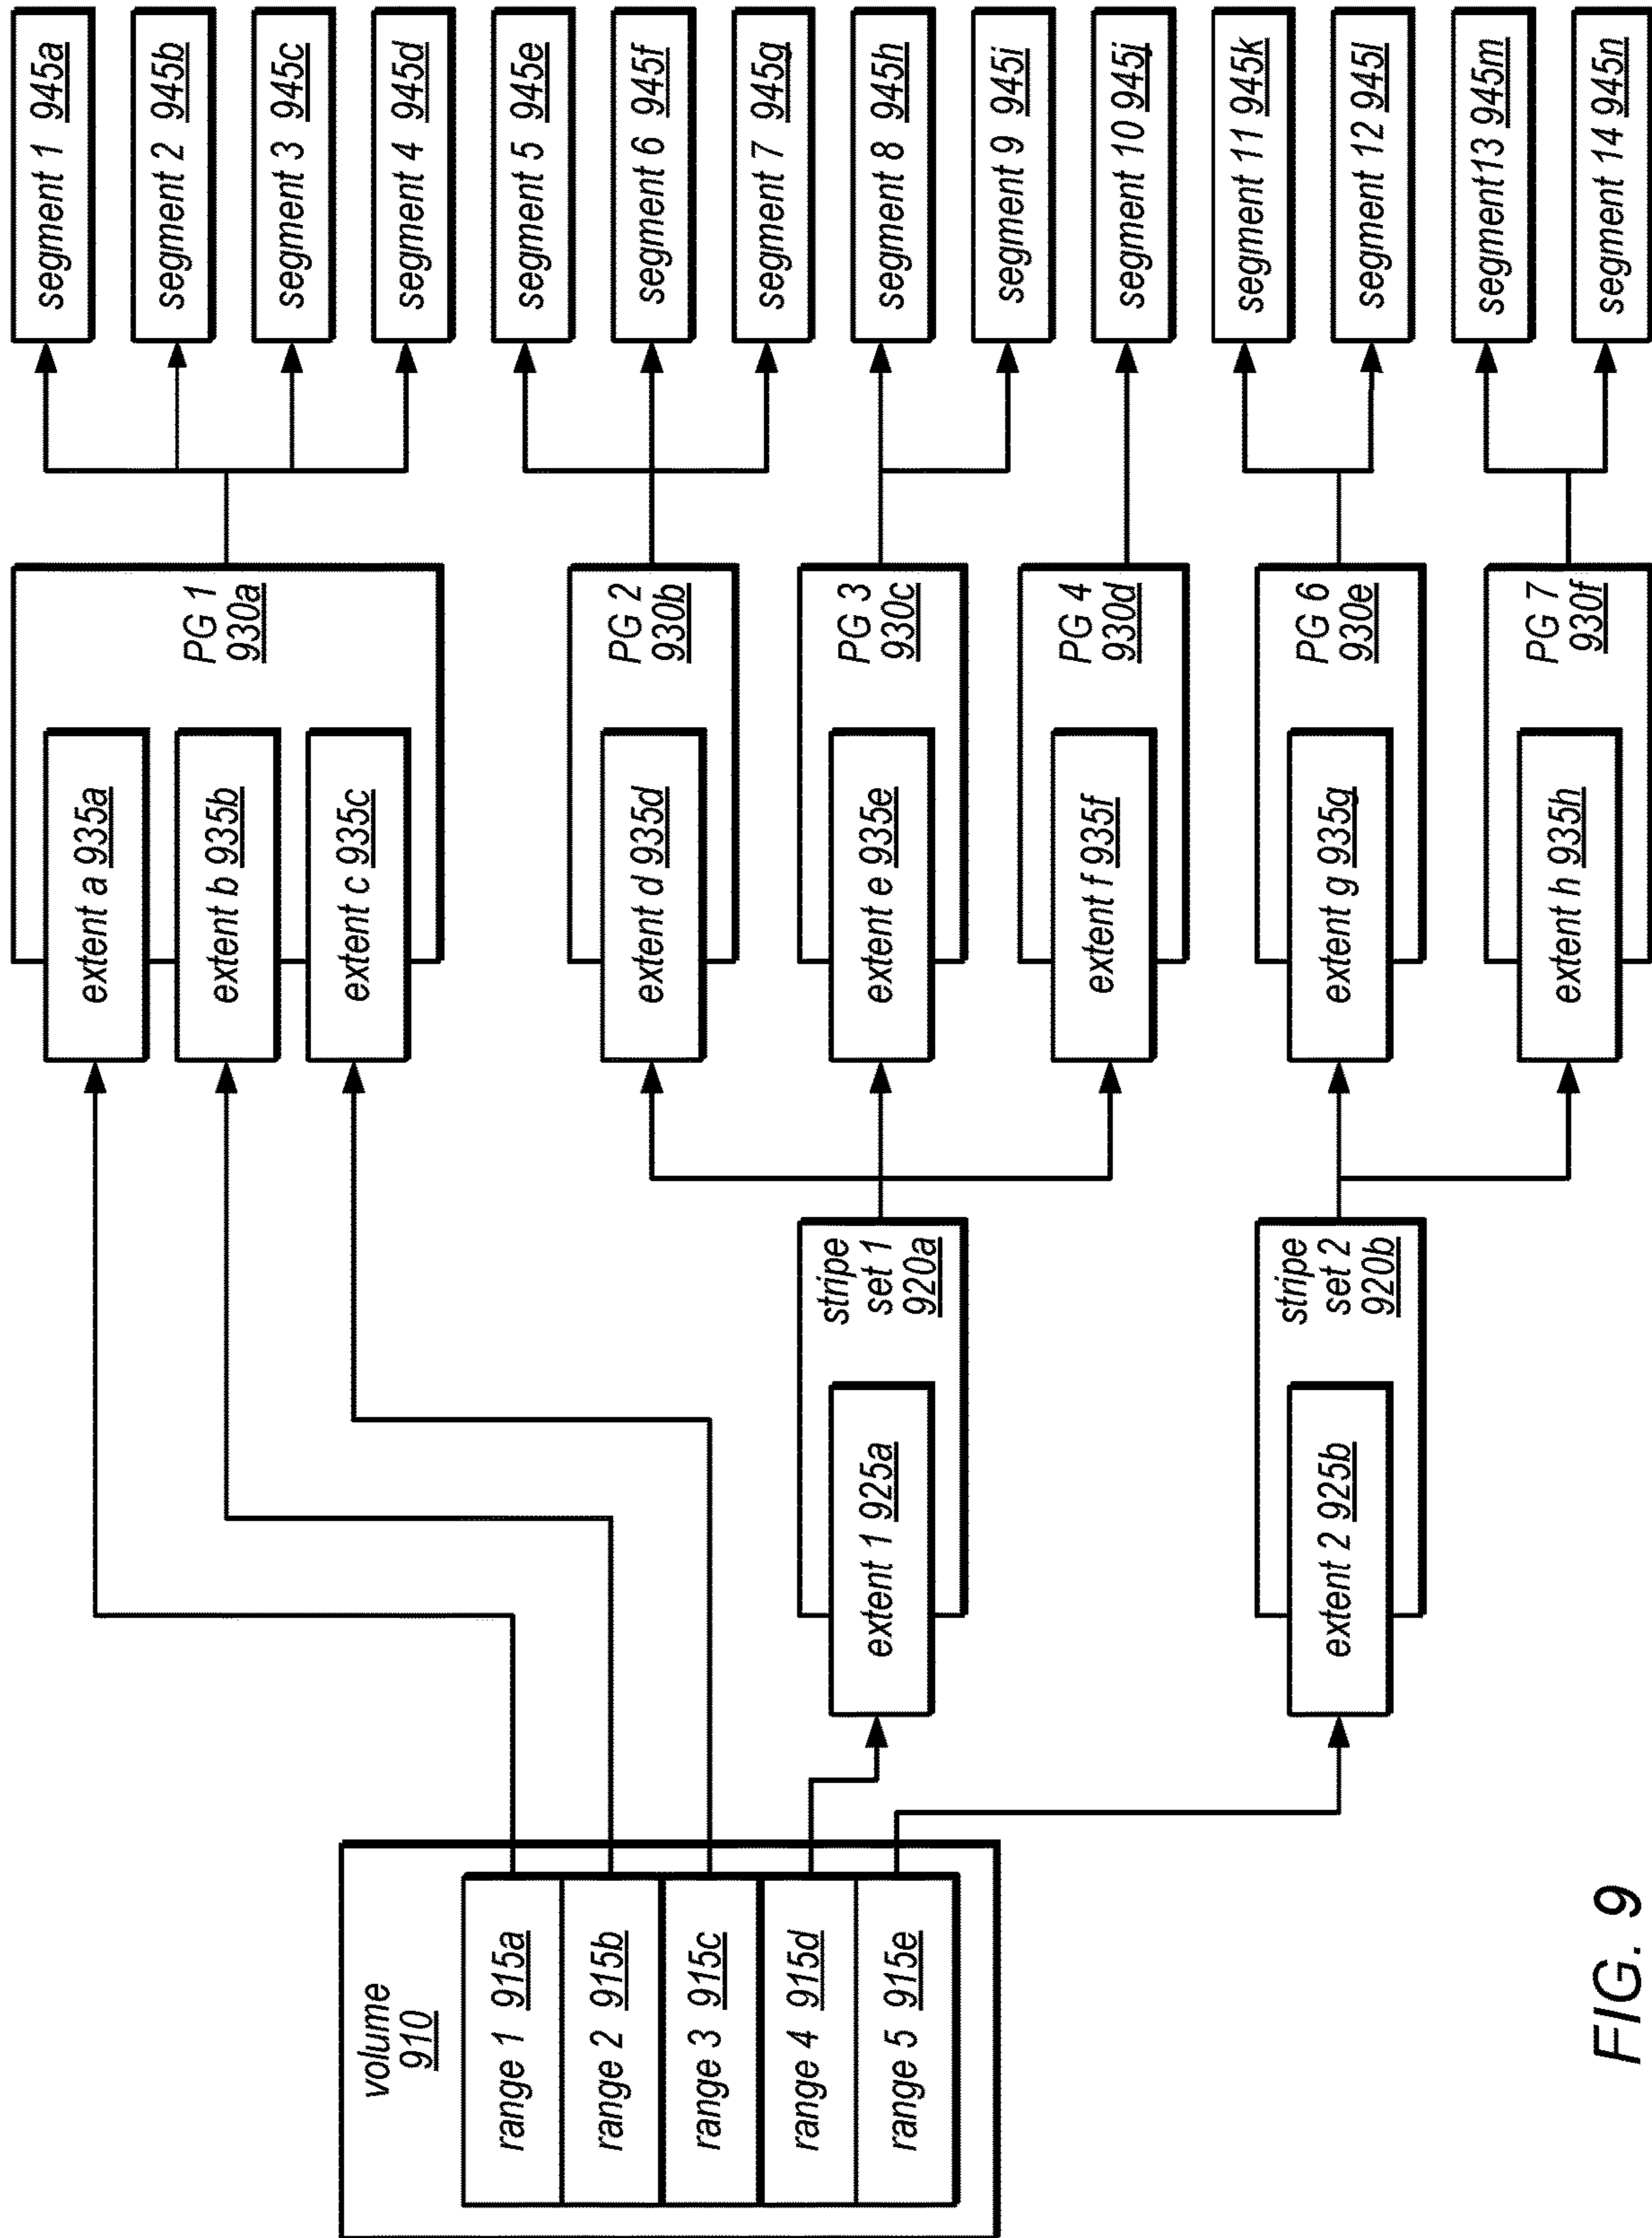 volume
910
range 1 915a
range 2 915b
range 3 915c
range 4 915d
range 5 915e
extent 1 925a
stripe
set 1
920a
extent 2 925b
stripe
set 2
920b
extent a 935a
extent b 935b
extent c 935c
PG 1
930a
extent d 935d
PG 2
930b
extent e 935e
PG 3
930c
extent f 935f
PG 4
930d
extent g 935g
PG 6
930e
extent h 935h
PG 7
930f
segment 1 945a
segment 2 945b
segment 3 945c
segment 4 945d
segment 5 945e
segment 6 945f
segment 7 945g
segment 8 945h
segment 9 945i
segment 10 945j
segment 11 945k
segment 12 945l
segment13 945m
segment 14 945n
FIG. 9